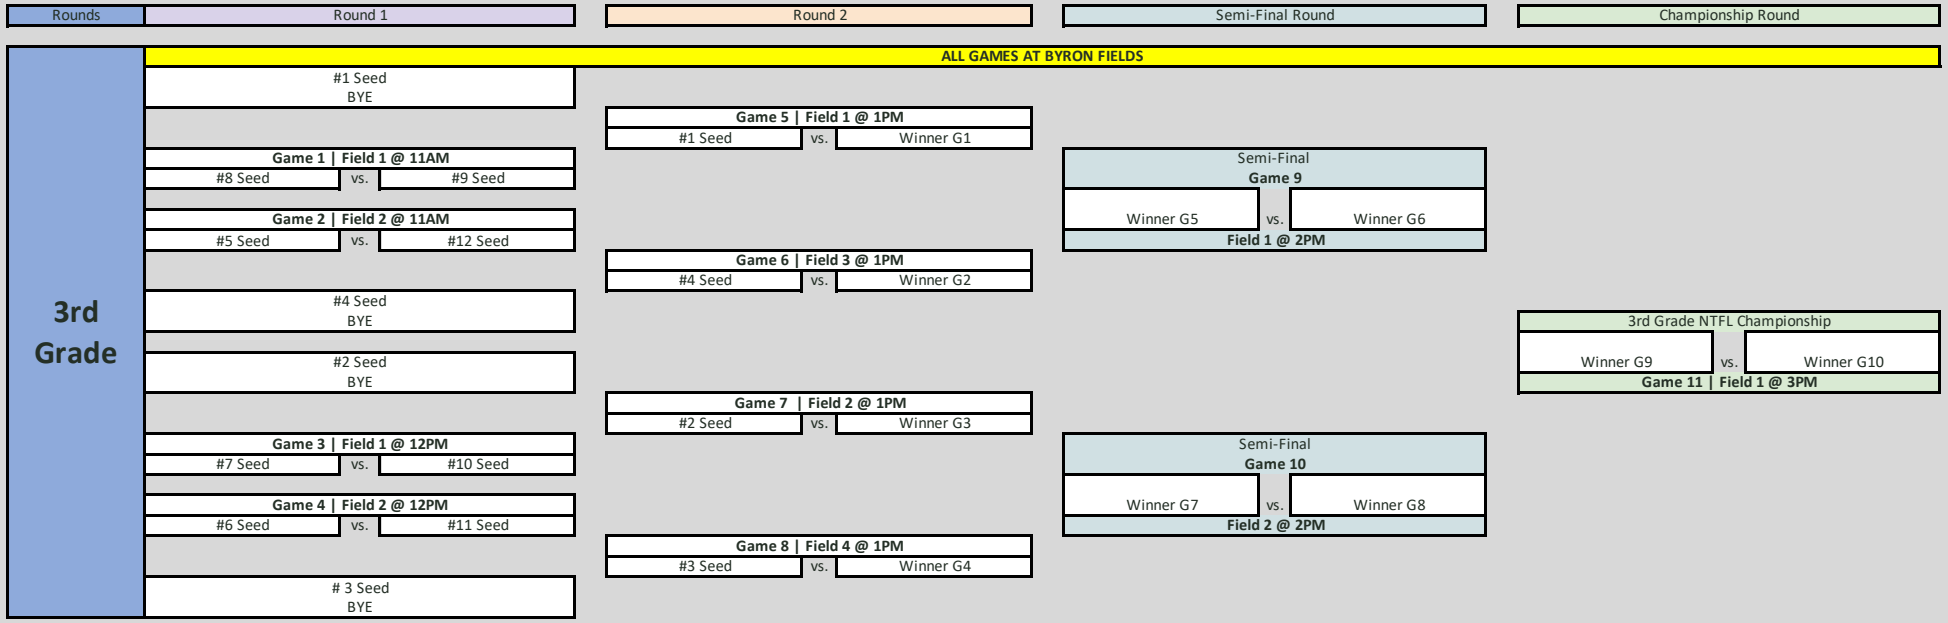 Rounds Round 1 Round 2 Semi-Final Round Championship Round
ALL GAMES AT BYRON FIELDS
3rd
Grade
#1 Seed
BYE
Game 1 | Field 1 @ 11AM
#8 Seed vs. #9 Seed
Game 2 | Field 2 @ 11AM
#5 Seed vs. #12 Seed
#4 Seed
BYE
#2 Seed
BYE
Game 3 | Field 1 @ 12PM
#7 Seed vs. #10 Seed
Game 4 | Field 2 @ 12PM
#6 Seed vs. #11 Seed
# 3 Seed
BYE
Game 5 | Field 1 @ 1PM
#1 Seed vs. Winner G1
Game 6 | Field 3 @ 1PM
#4 Seed vs. Winner G2
Game 7 | Field 2 @ 1PM
#2 Seed vs. Winner G3
Game 8 | Field 4 @ 1PM
#3 Seed vs. Winner G4
Semi-Final
Game 9
Winner G5 vs. Winner G6
Field 1 @ 2PM
Semi-Final
Game 10
Winner G7 vs. Winner G8
Field 2 @ 2PM
3rd Grade NTFL Championship
Winner G9 vs. Winner G10
Game 11 | Field 1 @ 3PM